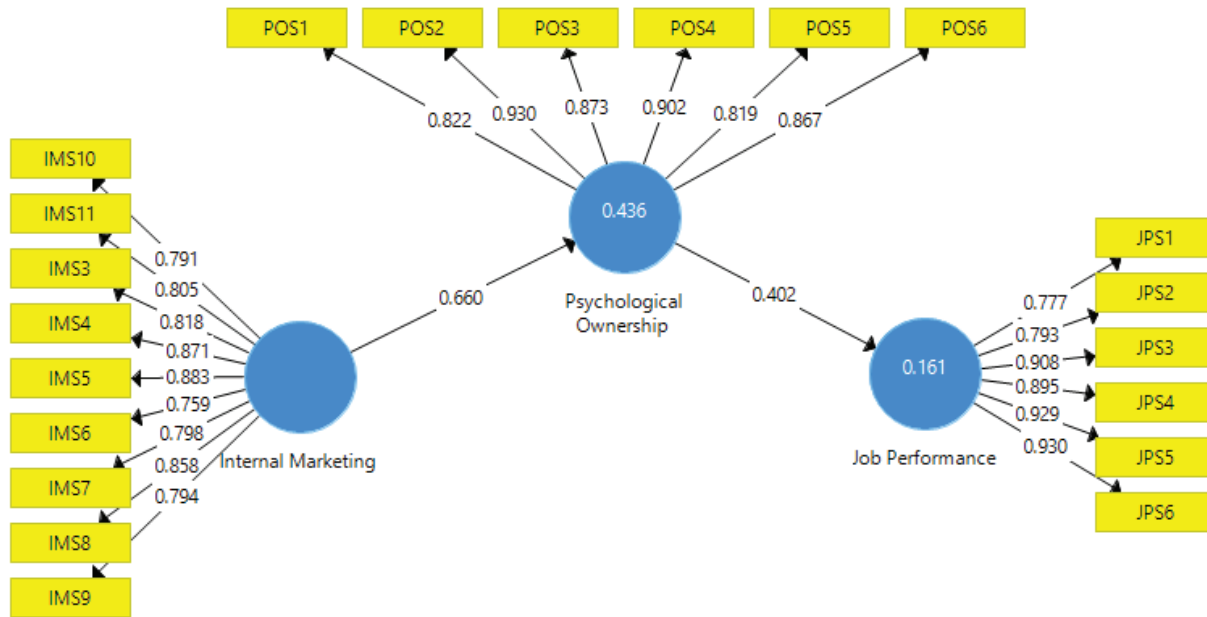 POS1 POS2 POS3 POS4 POS5 POS6
0.822 0.930 0.873 0.902 0.819 0.867
IMS10
IMS11
IMS3
IMS4
IMS5
IMS6
IMS7
IMS8
IMS9
0.791
0.805
0.818
0.871
0.883
0.759
0.798
0.858
0.794
Internal Marketing
0.660
0.436
Psychological
Ownership
0.402
0.161
Job Performance
0.777
0.793
0.908
0.895
0.929
0.930
JPS1
JPS2
JPS3
JPS4
JPS5
JPS6